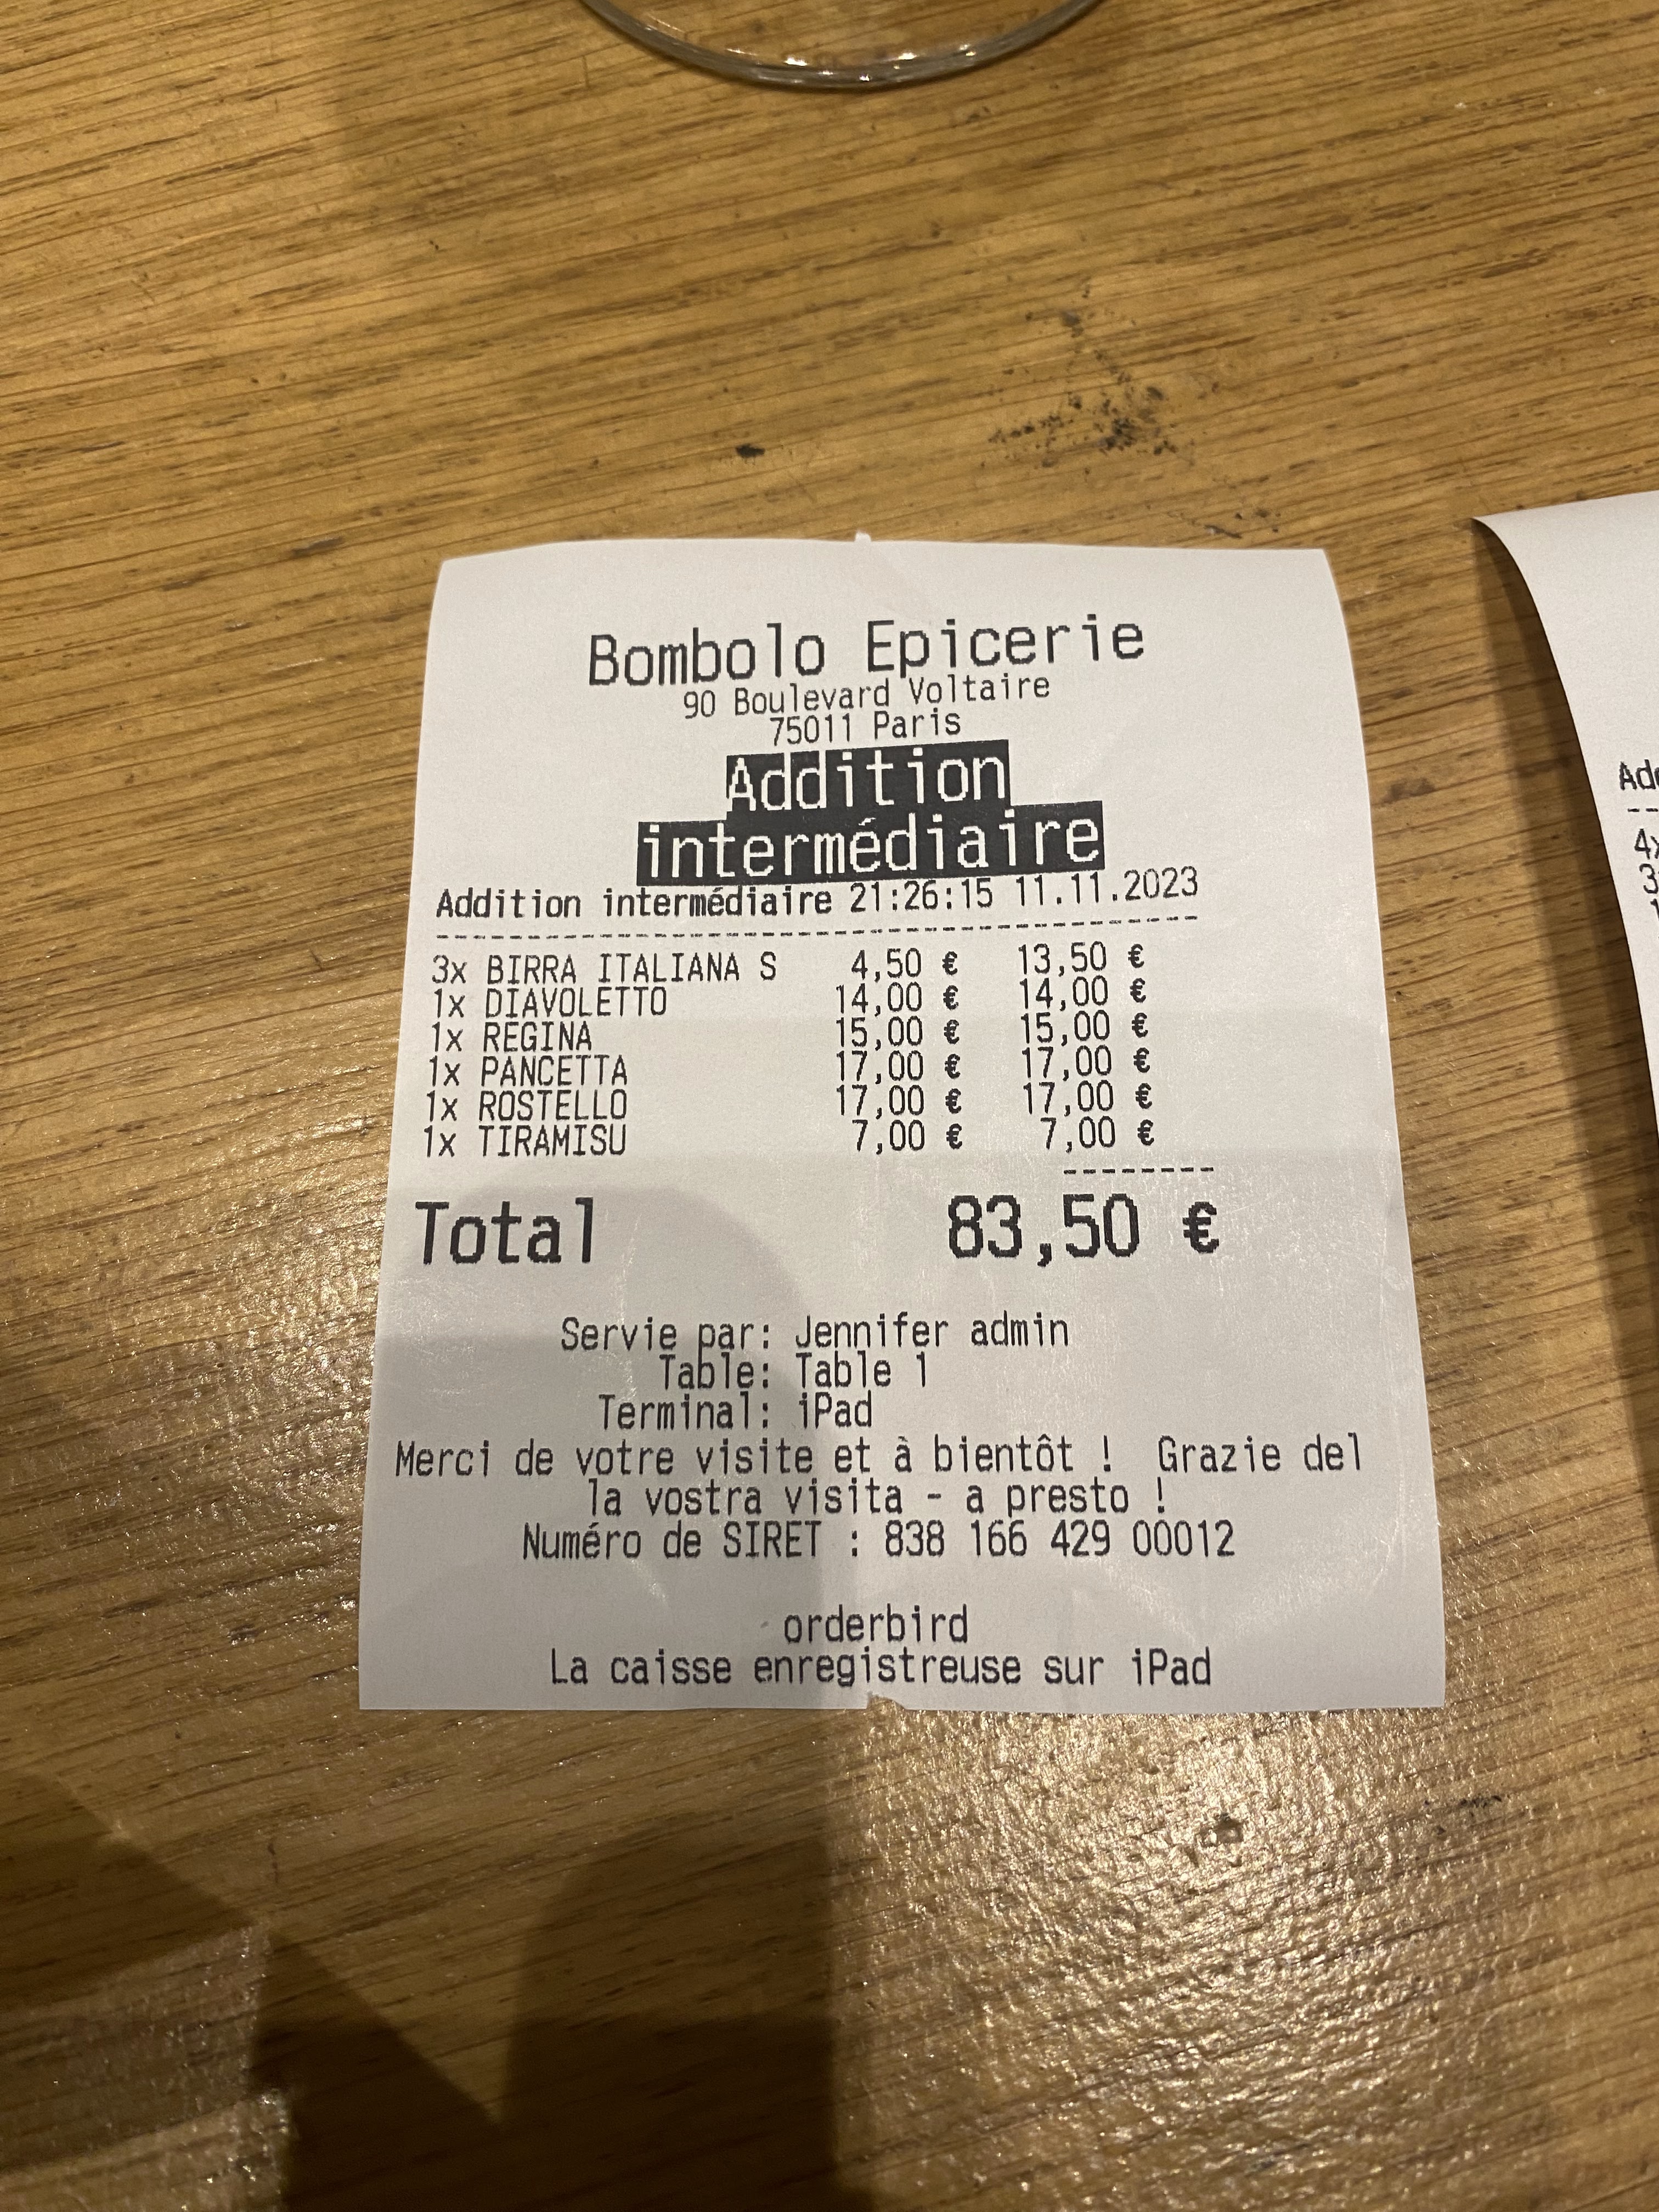 Bombolo Epicerie
90 Boulevard Voltaire
75011 Paris
Addition
intermédiaire
Addition intermédiaire 21:26:15 11.11.2023
--------------------------------------------
3x BIRRA ITALIANA S 4,50 € 13,50 €
1x DIAVOLETTO 14,00 € 14,00 €
1x REGINA 15,00 € 15,00 €
1x PANCETTA 17,00 € 17,00 €
1x ROSTELLO 17,00 € 17,00 €
1x TIRAMISU 7,00 € 7,00 €
--------
Total 83,50 €
Servie par: Jennifer admin
Table: Table 1
Terminal: iPad
Merci de votre visite et à bientôt ! Grazie del
la vostra visita - a presto !
Numéro de SIRET : 838 166 429 00012
orderbird
La caisse enregistreuse sur iPad
4x